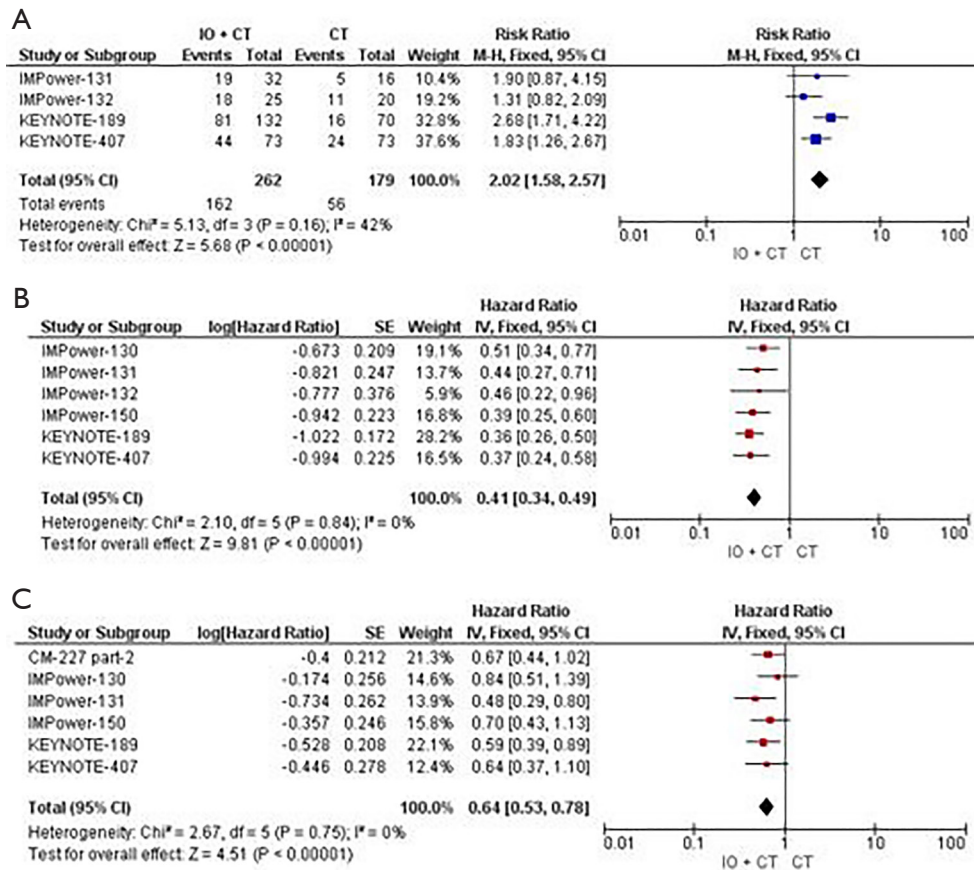 A
IO + CT CT Risk Ratio Risk Ratio
Study or Subgroup Events Total Events Total Weight M-H, Fixed, 95% CI M-H, Fixed, 95% CI
IMPower-131 19 32 5 16 10.4% 1.90 [0.87, 4.15]
IMPower-132 18 25 11 20 19.2% 1.31 [0.82, 2.09]
KEYNOTE-189 81 132 16 70 32.8% 2.68 [1.71, 4.22]
KEYNOTE-407 44 73 24 73 37.6% 1.83 [1.26, 2.67]
Total (95% CI) 262 179 100.0% 2.02 [1.58, 2.57]
Total events 162 56
Heterogeneity: Chi² = 5.13, df = 3 (P = 0.16); I² = 42%
Test for overall effect: Z = 5.68 (P < 0.00001)
0.01 0.1 1 10 100
IO + CT CT
B
Hazard Ratio Hazard Ratio
Study or Subgroup log[Hazard Ratio] SE Weight IV, Fixed, 95% CI IV, Fixed, 95% CI
IMPower-130 -0.673 0.209 19.1% 0.51 [0.34, 0.77]
IMPower-131 -0.821 0.247 13.7% 0.44 [0.27, 0.71]
IMPower-132 -0.777 0.376 5.9% 0.46 [0.22, 0.96]
IMPower-150 -0.942 0.223 16.8% 0.39 [0.25, 0.60]
KEYNOTE-189 -1.022 0.172 28.2% 0.36 [0.26, 0.50]
KEYNOTE-407 -0.994 0.225 16.5% 0.37 [0.24, 0.58]
Total (95% CI) 100.0% 0.41 [0.34, 0.49]
Heterogeneity: Chi² = 2.10, df = 5 (P = 0.84); I² = 0%
Test for overall effect: Z = 9.81 (P < 0.00001)
0.01 0.1 1 10 100
IO + CT CT
C
Hazard Ratio Hazard Ratio
Study or Subgroup log[Hazard Ratio] SE Weight IV, Fixed, 95% CI IV, Fixed, 95% CI
CM-227 part-2 -0.4 0.212 21.3% 0.67 [0.44, 1.02]
IMPower-130 -0.174 0.256 14.6% 0.84 [0.51, 1.39]
IMPower-131 -0.734 0.262 13.9% 0.48 [0.29, 0.80]
IMPower-150 -0.357 0.246 15.8% 0.70 [0.43, 1.13]
KEYNOTE-189 -0.528 0.208 22.1% 0.59 [0.39, 0.89]
KEYNOTE-407 -0.446 0.278 12.4% 0.64 [0.37, 1.10]
Total (95% CI) 100.0% 0.64 [0.53, 0.78]
Heterogeneity: Chi² = 2.67, df = 5 (P = 0.75); I² = 0%
Test for overall effect: Z = 4.51 (P < 0.00001)
0.01 0.1 1 10 100
IO + CT CT